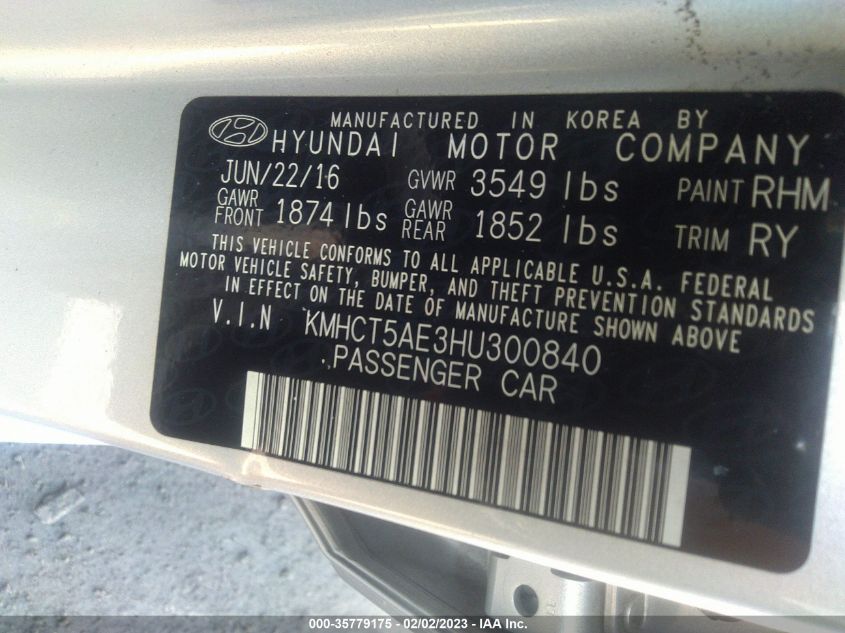 MANUFACTURED IN KOREA BY
HYUNDAI MOTOR COMPANY
JUN/22/16 GVWR 3549 lbs PAINT RHM
GAWR FRONT 1874 lbs GAWR REAR 1852 lbs TRIM RY
THIS VEHICLE CONFORMS TO ALL APPLICABLE U.S.A. FEDERAL
MOTOR VEHICLE SAFETY, BUMPER, AND THEFT PREVENTION STANDARDS
IN EFFECT ON THE DATE OF MANUFACTURE SHOWN ABOVE
V.I.N KMHCT5AE3HU300840
PASSENGER CAR
000-35779175 - 02/02/2023 - IAA Inc.